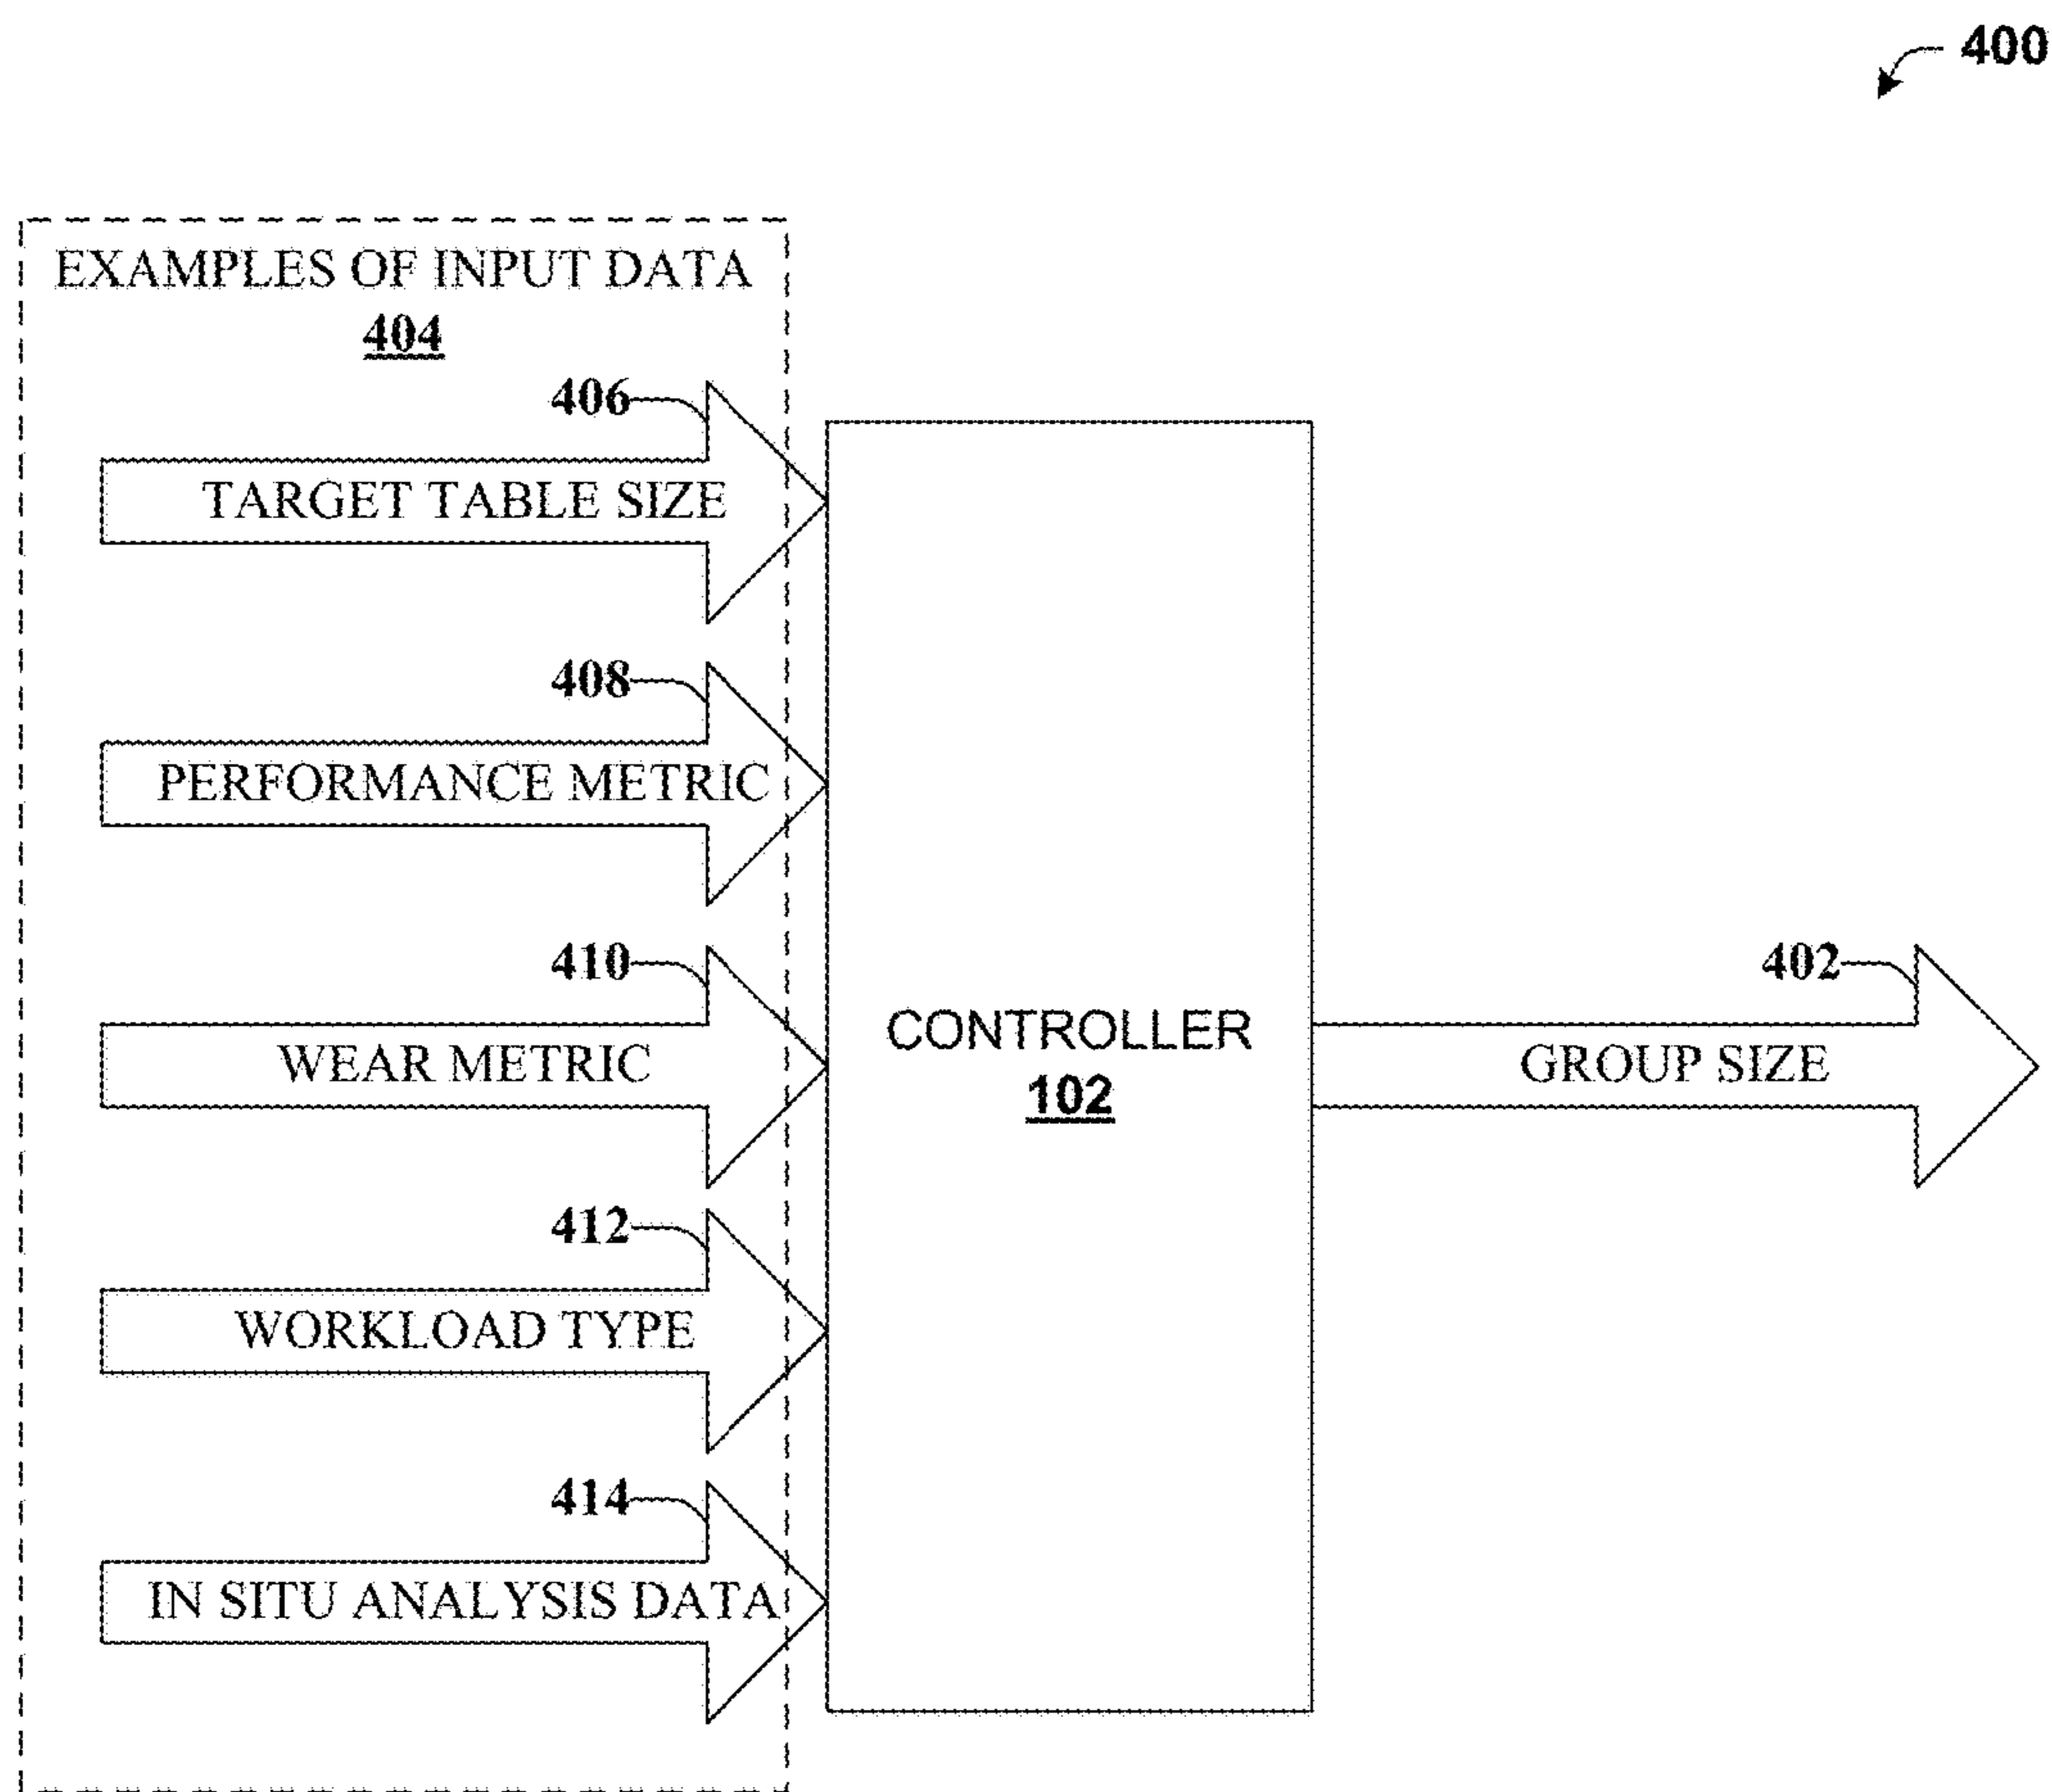 400
EXAMPLES OF INPUT DATA
404
406
TARGET TABLE SIZE
408
PERFORMANCE METRIC
410
WEAR METRIC
412
WORKLOAD TYPE
414
IN SITU ANALYSIS DATA
CONTROLLER
102
402
GROUP SIZE